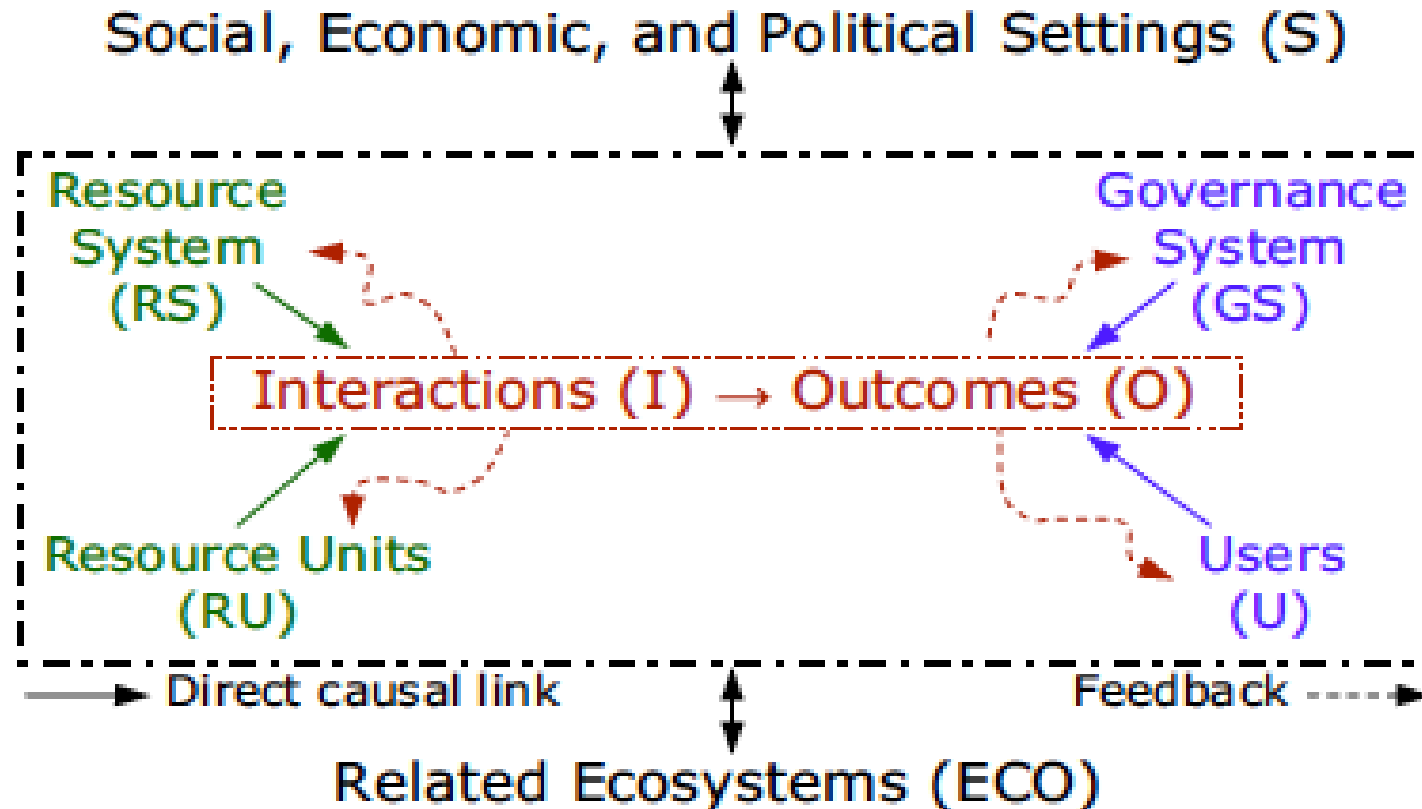 Social, Economic, and Political Settings (S)
Resource
System
(RS)
Governance
System
(GS)
Interactions (I) → Outcomes (O)
Resource Units
(RU)
Users
(U)
Direct causal link
Feedback
Related Ecosystems (ECO)